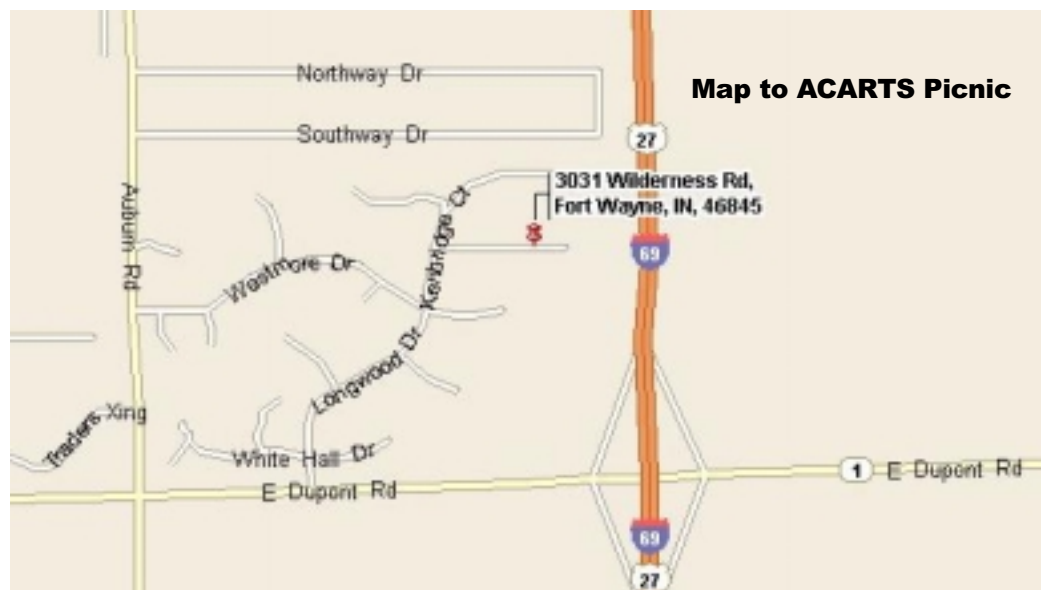 Northway Dr
Map to ACARTS Picnic
Southway Dr
27
3031 Wilderness Rd,
Fort Wayne, IN, 46845
Auburn Rd
Kenbridge Ct
69
Westmore Dr
Longwood Dr
Traders Xing
White Hall Dr
1
E Dupont Rd
E Dupont Rd
69
27